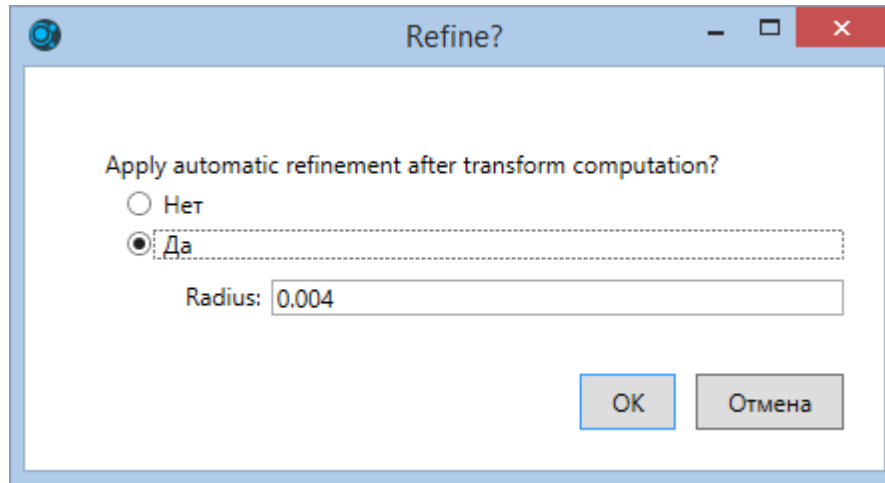 Refine?
Apply automatic refinement after transform computation?
Нет
Да
Radius: 0.004
OK Отмена